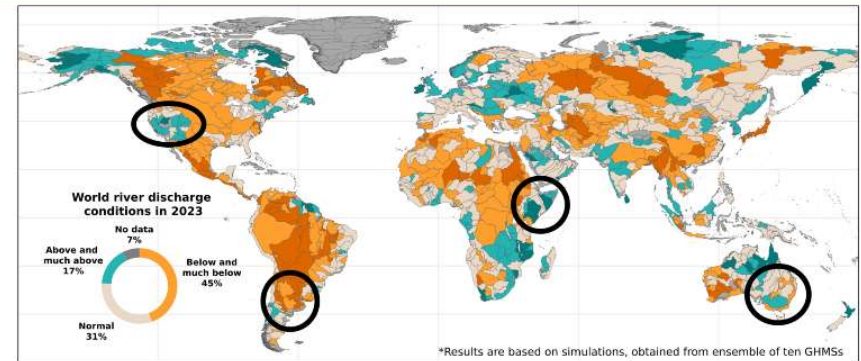 World river discharge
conditions in 2023
No data
7%
Above and
much above
17%
Below and
much below
45%
Normal
31%
*Results are based on simulations, obtained from ensemble of ten GHMSs